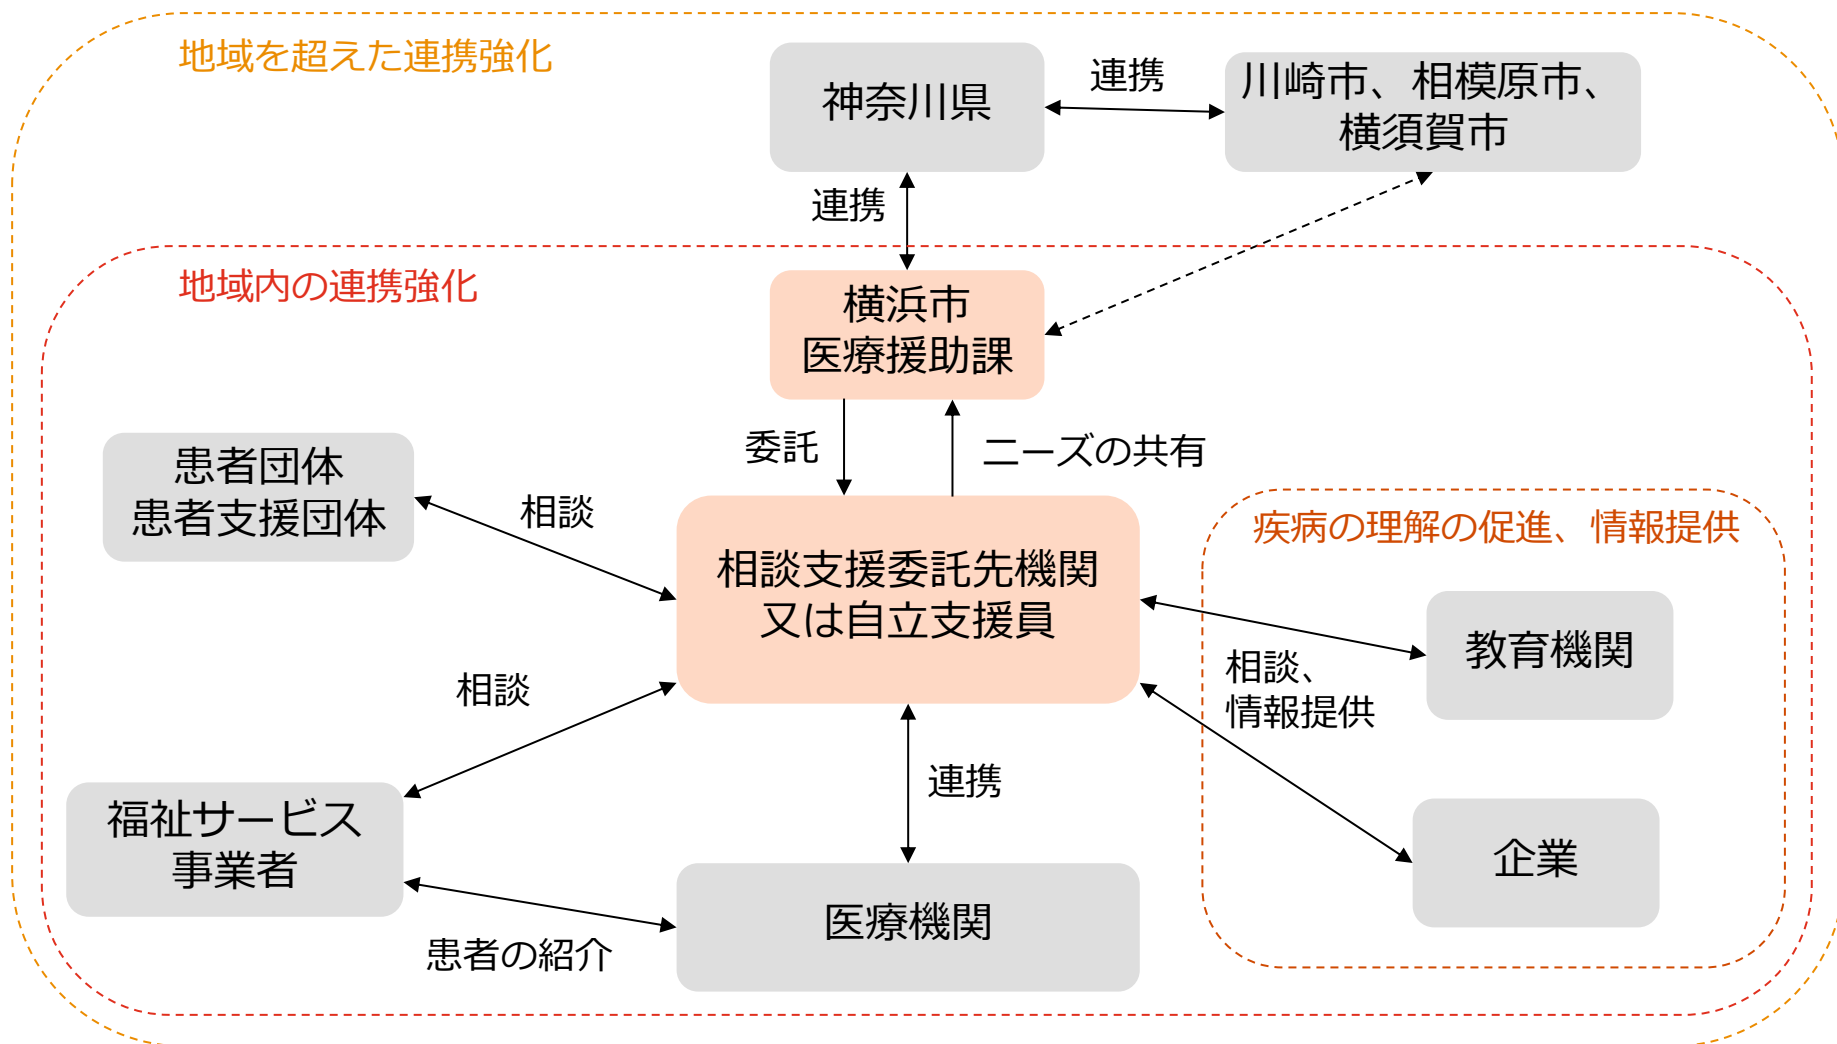 地域を超えた連携強化
神奈川県
連携
川崎市、相模原市、
横須賀市
連携
地域内の連携強化
横浜市
医療援助課
委託
ニーズの共有
患者団体
患者支援団体
相談
相談支援委託先機関
又は自立支援員
疾病の理解の促進、情報提供
教育機関
相談、
情報提供
相談
連携
福祉サービス
事業者
企業
医療機関
患者の紹介